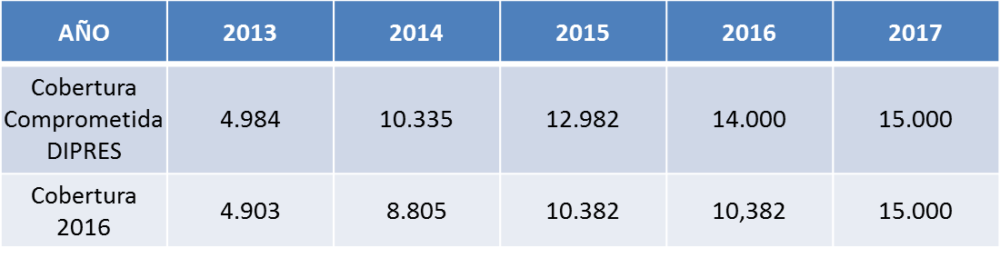 AÑO 2013 2014 2015 2016 2017
Cobertura
Comprometida 4.984 10.335 12.982 14.000 15.000
DIPRES
Cobertura
2016 4.903 8.805 10.382 10,382 15.000